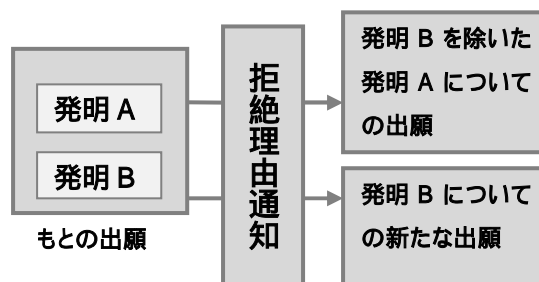 発明 A
発明 B
もとの出願
拒絶理由通知
発明 B を除いた
発明 A について
の出願
発明 B について
の新たな出願